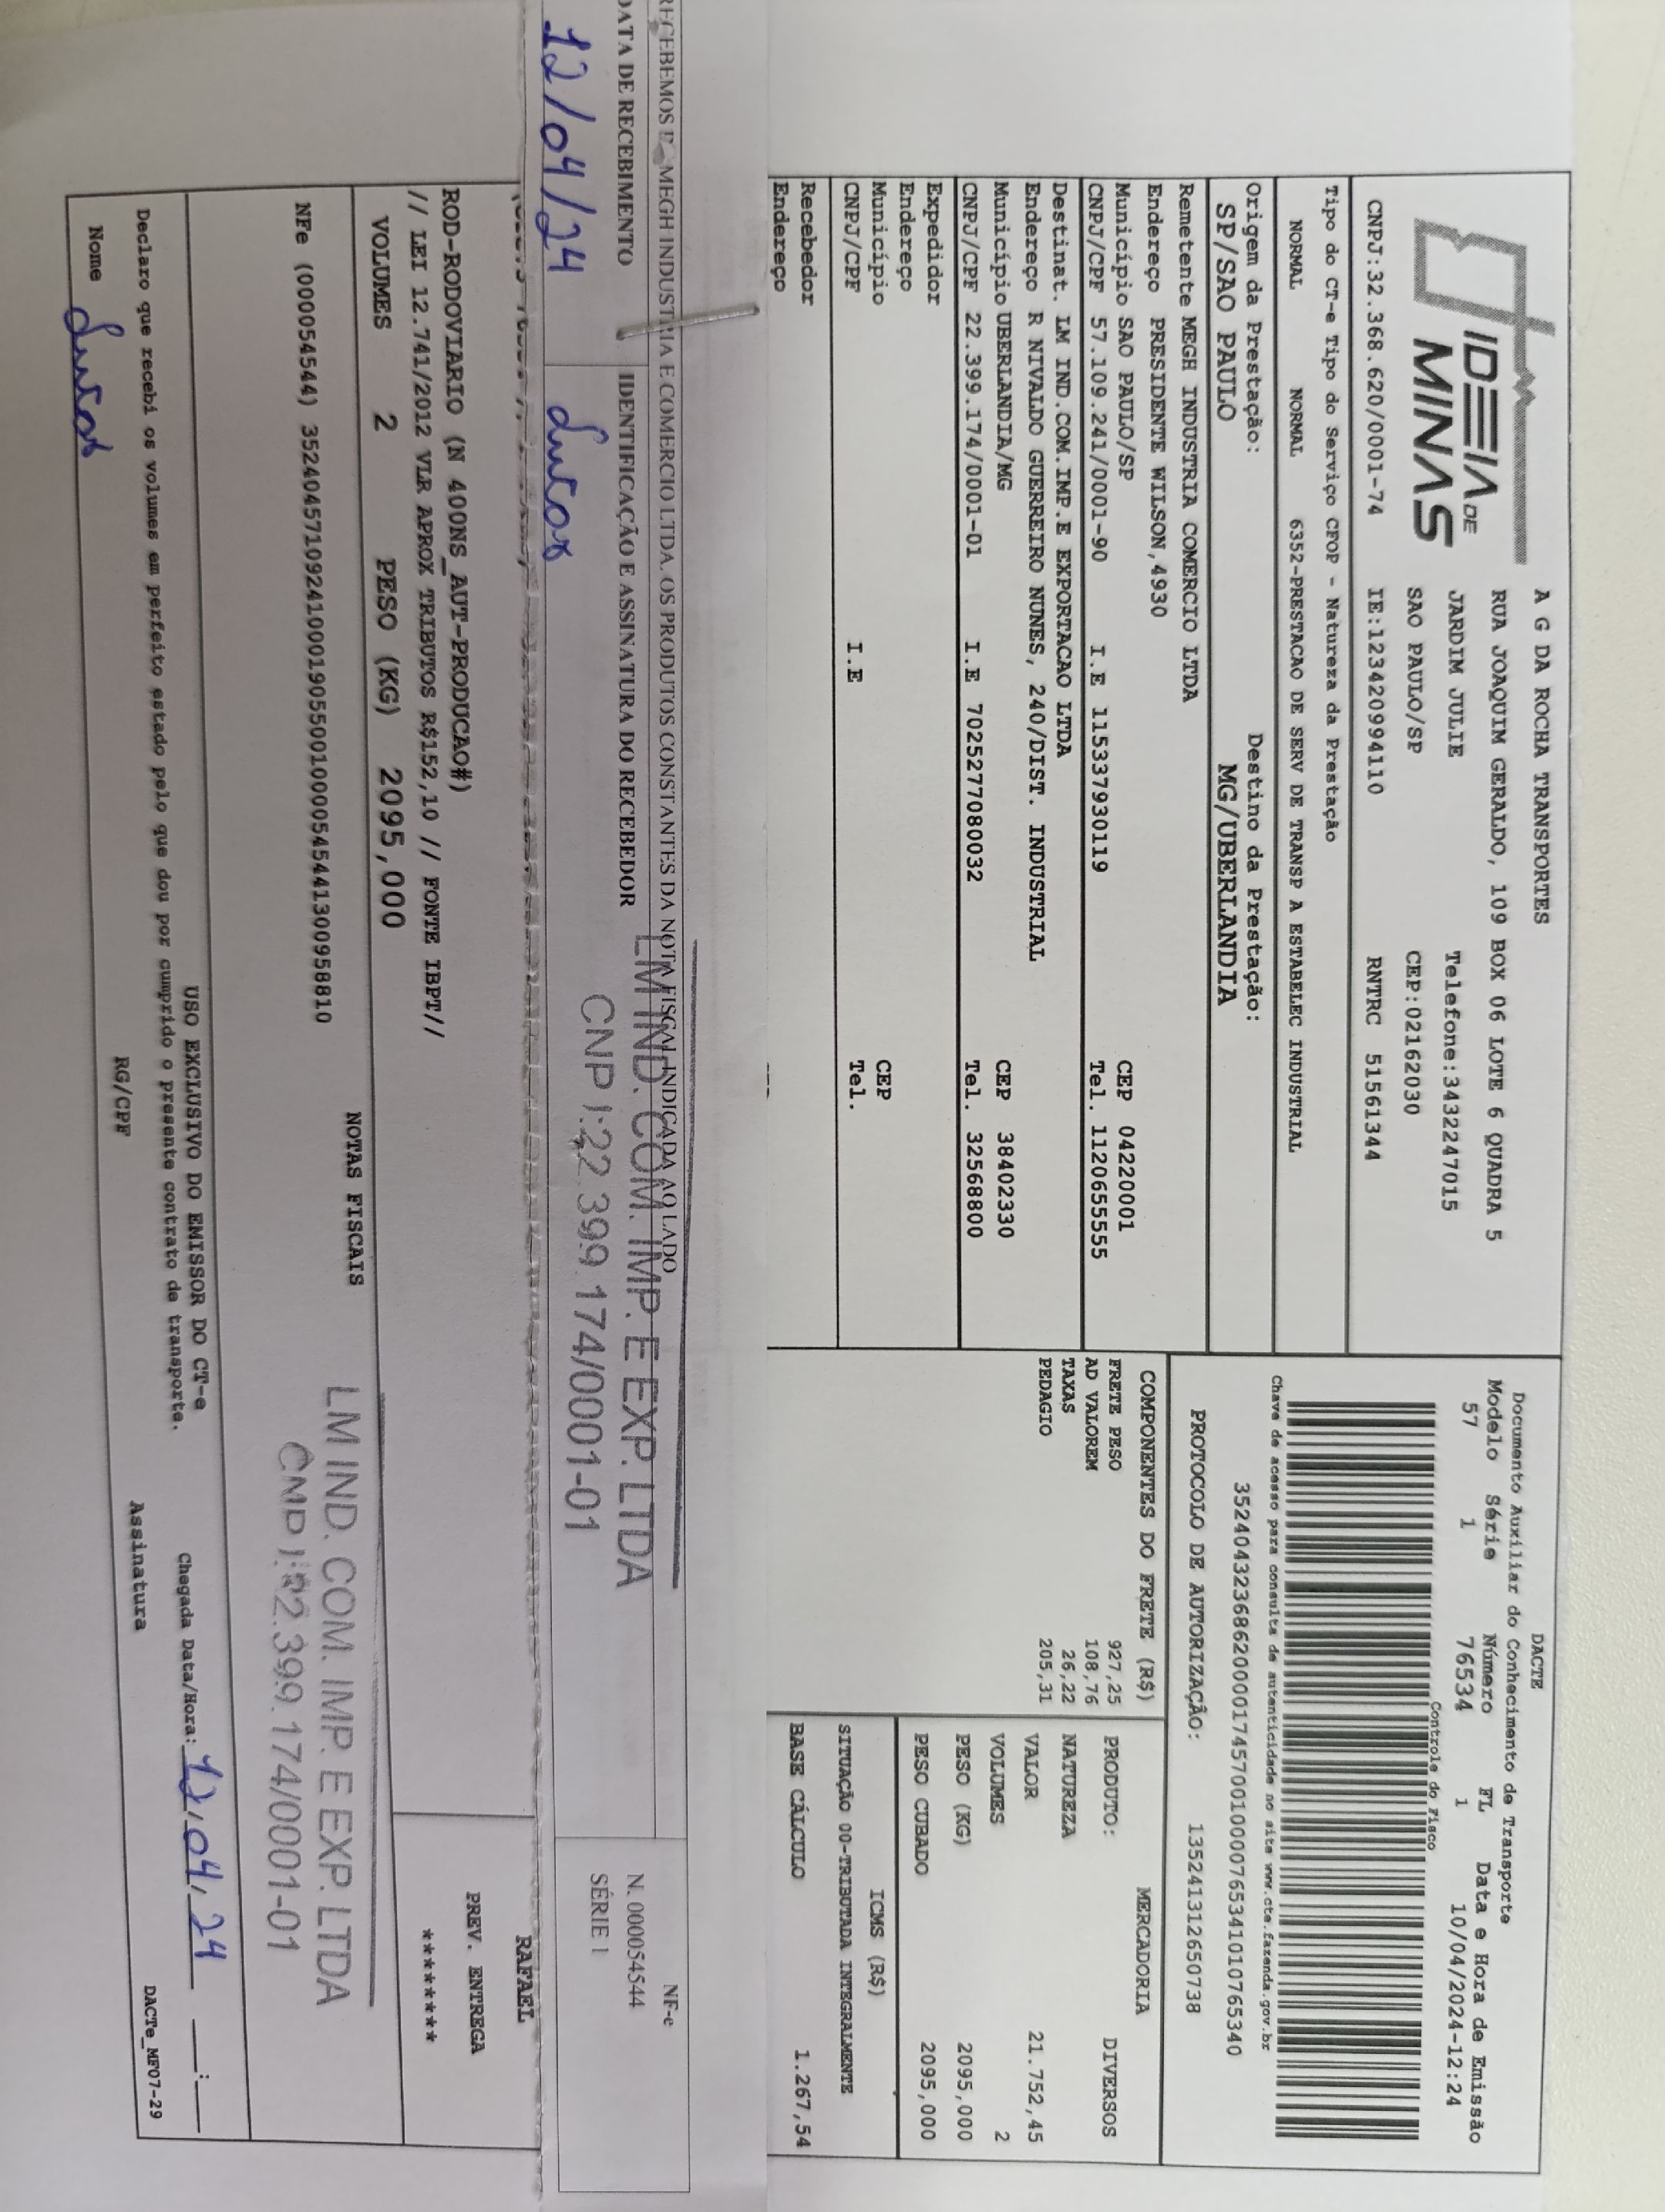 IDEIA DE
MINAS
A G DA ROCHA TRANSPORTES
RUA JOAQUIM GERALDO, 109 BOX 06 LOTE 6 QUADRA 5
JARDIM JULIE Telefone:3432247015
SAO PAULO/SP CEP:02162030
CNPJ:32.368.620/0001-74 IE:123420994110 RNTRC 51561344
Tipo do CT-e Tipo do Serviço CFOP - Natureza da Prestação
NORMAL NORMAL 6352-PRESTACAO DE SERV DE TRANSP A ESTABELEC INDUSTRIAL
Origem da Prestação: Destino da Prestação:
SP/SAO PAULO MG/UBERLANDIA
Remetente MEGH INDUSTRIA COMERCIO LTDA
Endereço PRESIDENTE WILSON,4930
Município SAO PAULO/SP CEP 04220001
CNPJ/CPF 57.109.241/0001-90 I.E 115337930119 Tel. 1120655555
Destinat. LM IND.COM.IMP.E EXPORTACAO LTDA
Endereço R NIVALDO GUERREIRO NUNES, 240/DIST. INDUSTRIAL
Município UBERLANDIA/MG CEP 38402330
CNPJ/CPF 22.399.174/0001-01 I.E 7025277080032 Tel. 32568800
Expedidor
Endereço
Município CEP
CNPJ/CPF I.E Tel.
Recebedor
Endereço
DACTE
Documento Auxiliar do Conhecimento de Transporte
Modelo Série Número FL Data e Hora de Emissão
57 1 76534 1 10/04/2024-12:24
Controle do Fisco
Chave de acesso para consulta de autenticidade no site www.cte.fazenda.gov.br
35240432368620000174570010000765341010765340
PROTOCOLO DE AUTORIZAÇÃO: 135241312650738
COMPONENTES DO FRETE (R$)
FRETE PESO 927,25
AD VALOREM 108,76
TAXAS 26,22
PEDAGIO 205,31
MERCADORIA
PRODUTO: DIVERSOS
NATUREZA
VALOR 21.752,45
VOLUMES 2
PESO (KG) 2095,000
PESO CUBADO 2095,000
ICMS (R$)
SITUAÇÃO 00-TRIBUTADA INTEGRALMENTE
BASE CÁLCULO 1.267,54
RECEBEMOS MEGH INDUSTRIA E COMERCIO LTDA. OS PRODUTOS CONSTANTES DA NOTA FISCAL INDICADA AO LADO
DATA DE RECEBIMENTO IDENTIFICAÇÃO E ASSINATURA DO RECEBEDOR
12/04/24 Lucas
LM IND. COM. IMP. E EXP. LTDA
CNPJ:22.399.174/0001-01
NF-e
N. 000054544
SÉRIE 1
RAFAEL
ROD-RODOVIARIO (N 400NS_AUT-PRODUCAO#)
// LEI 12.741/2012 VLR APROX TRIBUTOS R$152,10 // FONTE IBPT//
PREV. ENTREGA
********
VOLUMES 2 PESO (KG) 2095,000
NOTAS FISCAIS
NFe (000054544) 35240457109241000190550010000545441300958810
LM IND. COM. IMP. E EXP. LTDA
CNPJ:22.399.174/0001-01
USO EXCLUSIVO DO EMISSOR DO CT-e
Declaro que recebi os volumes em perfeito estado pelo que dou por cumprido o presente contrato de transporte.
Chegada Data/Hora: 12/04/24 __:__
Nome Lucas RG/CPF Assinatura
DACTe_MF07-29